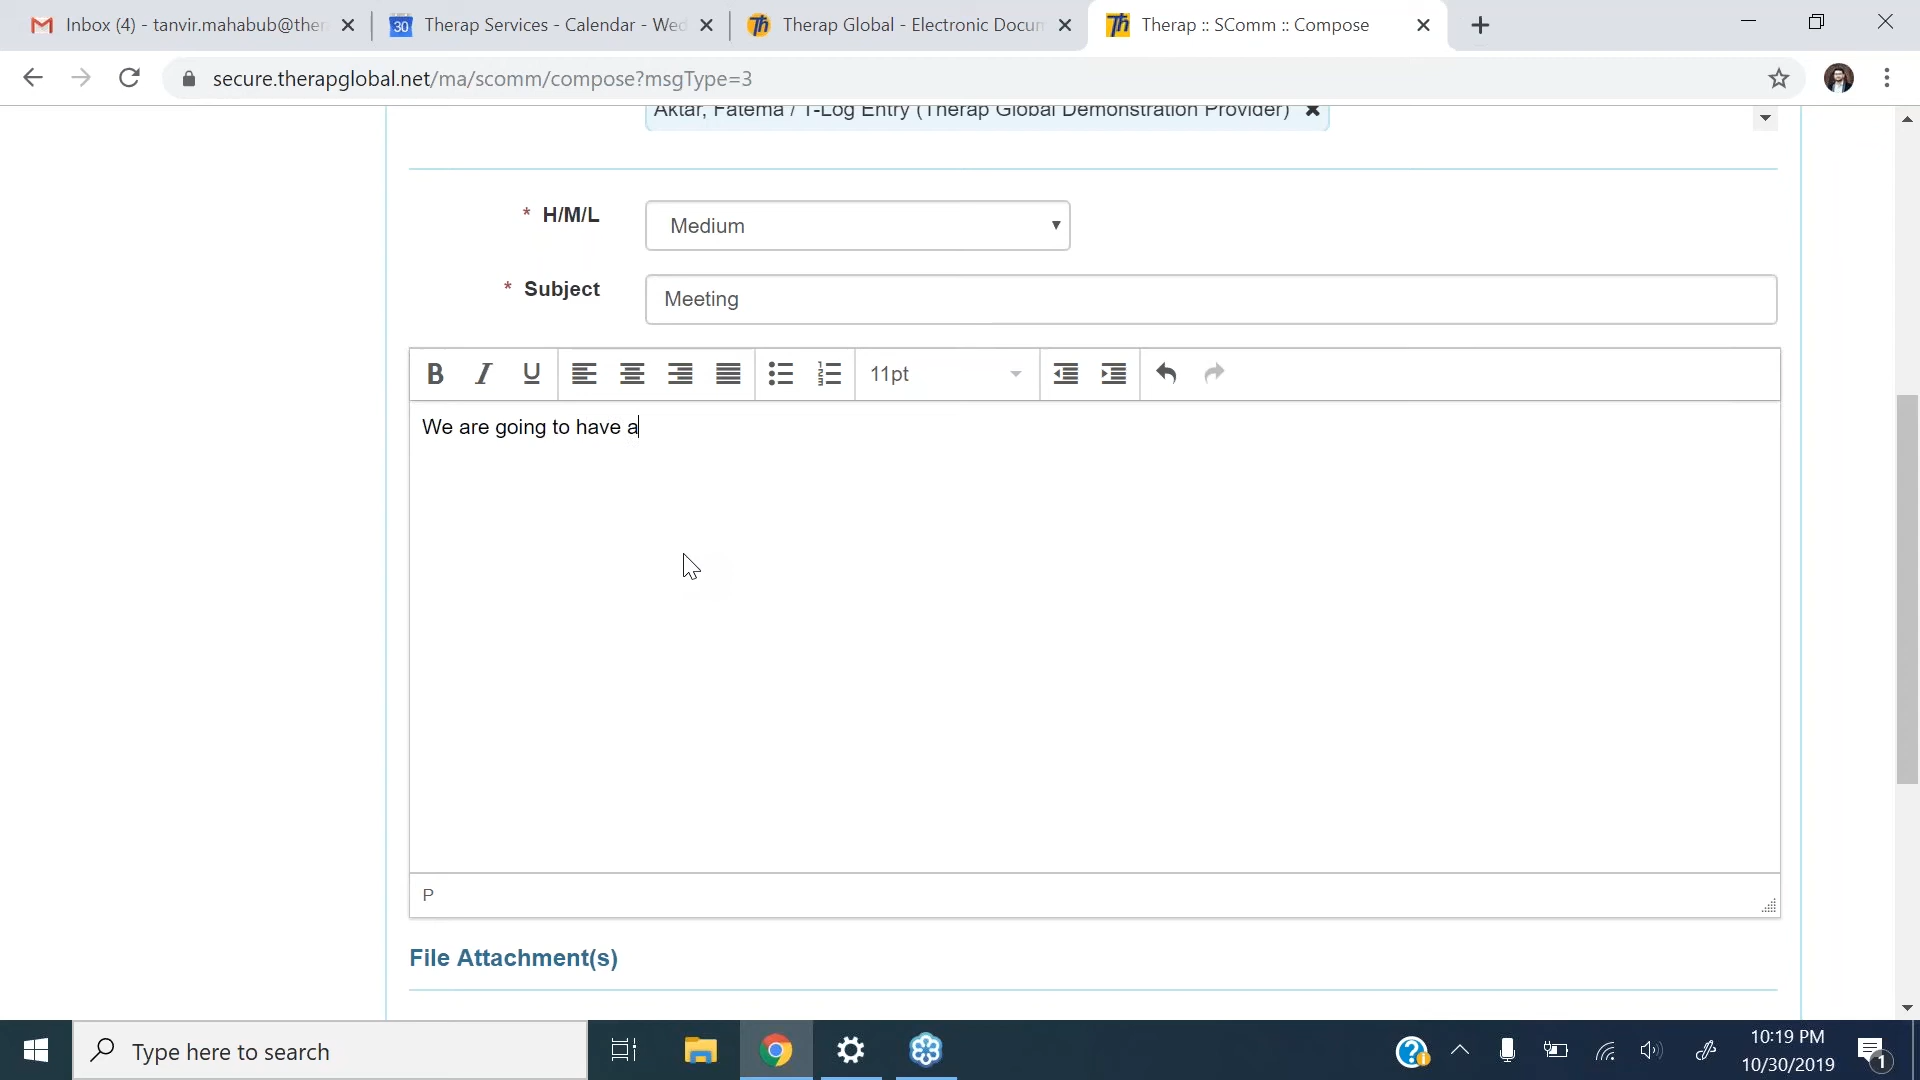 Inbox (4) - tanvir.mahabub@ther
Therap Services - Calendar - Wed
Therap Global - Electronic Docum
Therap :: SComm :: Compose
secure.therapglobal.net/ma/scomm/compose?msgType=3
Aktar, Fatema / T-Log Entry (Therap Global Demonstration Provider)
* H/M/L
Medium
* Subject
Meeting
B I U 11pt
We are going to have a
P
File Attachment(s)
Type here to search
10:19 PM
10/30/2019
1